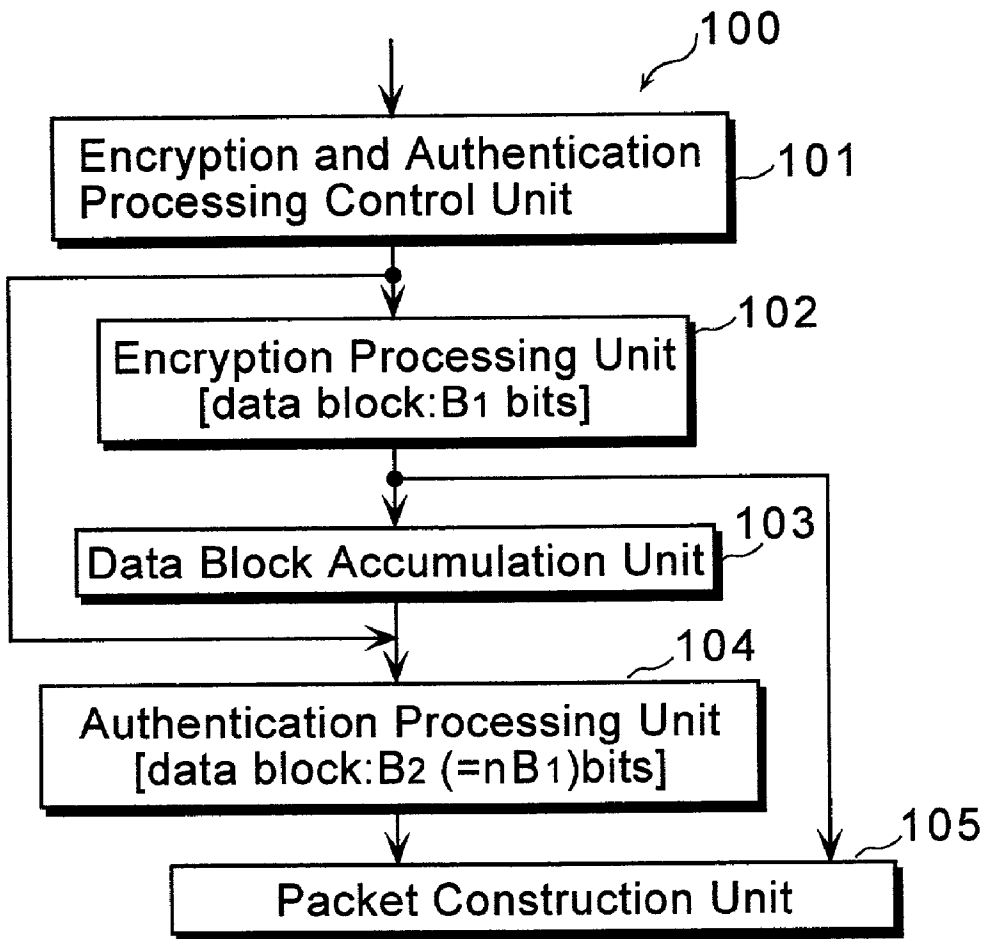 100
Encryption and Authentication
Processing Control Unit
101
102
Encryption Processing Unit
[data block:B1 bits]
103
Data Block Accumulation Unit
104
Authentication Processing Unit
[data block:B2 (=nB1)bits]
105
Packet Construction Unit